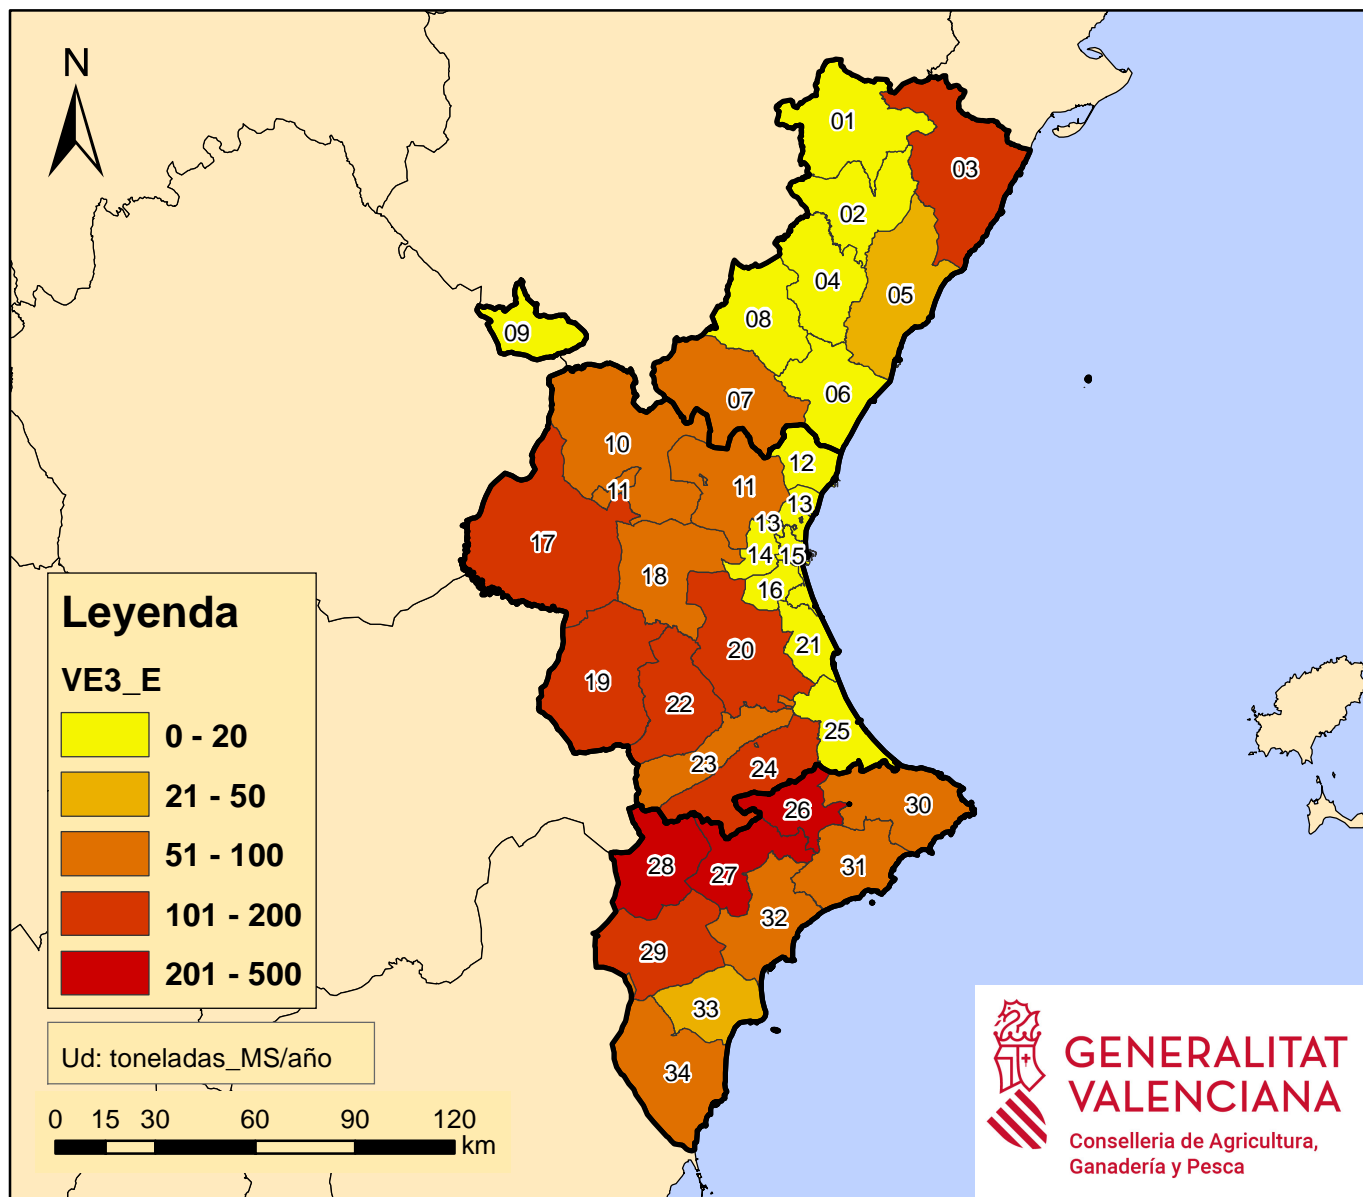 N
01
03
02
04
05
08
09
06
07
10
12
11
11
13
13
17
14
15
18
16
21
20
19
22
25
23
24
26
30
28
27
31
32
29
33
34
Leyenda
VE3_E
0 - 20
21 - 50
51 - 100
101 - 200
201 - 500
Ud: toneladas_MS/año
0 15 30 60 90 120
km
GENERALITAT
VALENCIANA
Conselleria de Agricultura,
Ganadería y Pesca